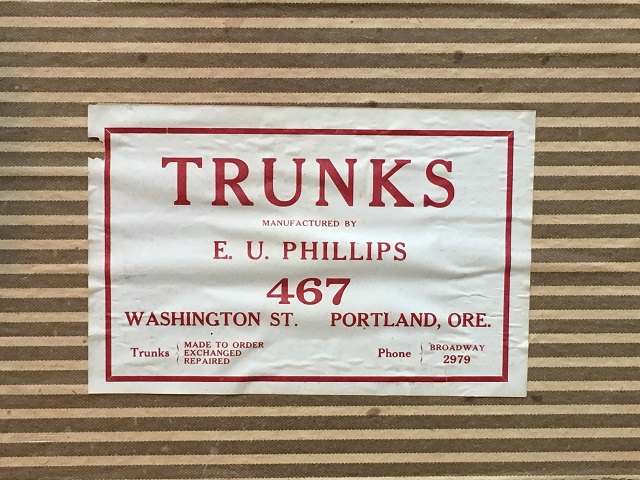 TRUNKS
MANUFACTURED BY
E. U. PHILLIPS
467
WASHINGTON ST. PORTLAND, ORE.
Trunks { MADE TO ORDER
EXCHANGED
REPAIRED
Phone { BROADWAY
2979